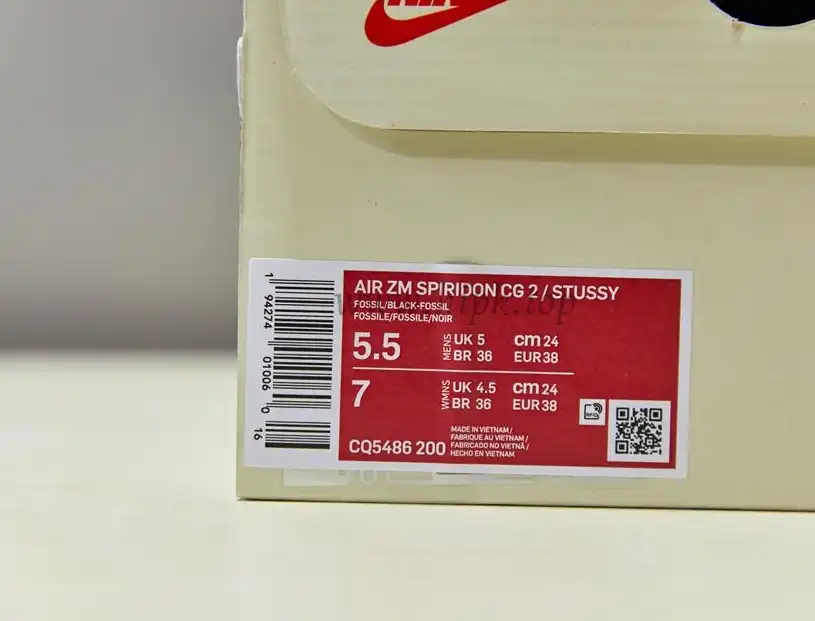 AIR ZM SPIRIDON CG 2 / STUSSY
FOSSIL/BLACK-FOSSIL
FOSSILE/FOSSILE/NOIR
5.5 MENS UK 5 cm 24
BR 36 EUR 38
7 WMNS UK 4.5 cm 24
BR 36 EUR 38
CQ5486 200
MADE IN VIETNAM /
FABRIQUE AU VIETNAM /
FABRICADO NO VIETNÃ /
HECHO EN VIETNAM
RFID
1 94274 01006 0 16